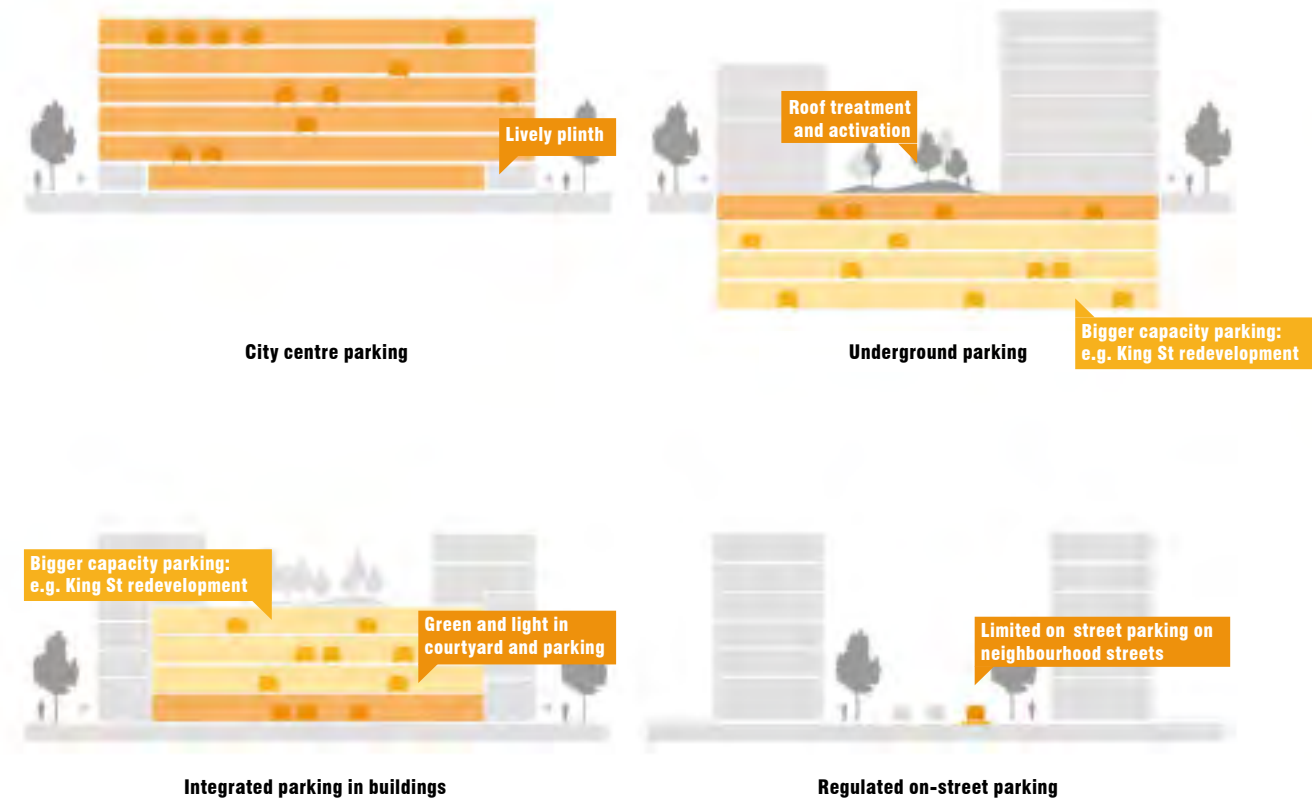 Lively plinth
City centre parking
Roof treatment
and activation
Bigger capacity parking:
e.g. King St redevelopment
Underground parking
Bigger capacity parking:
e.g. King St redevelopment
Green and light in
courtyard and parking
Integrated parking in buildings
Limited on street parking on
neighbourhood streets
Regulated on-street parking